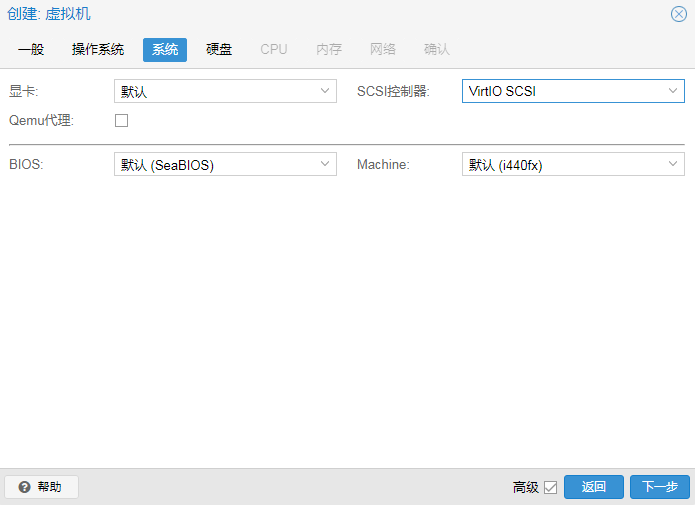 创建: 虚拟机
一般 操作系统 系统 硬盘 CPU 内存 网络 确认
显卡: 默认 SCSI控制器: VirtIO SCSI
Qemu代理:
BIOS: 默认 (SeaBIOS) Machine: 默认 (i440fx)
帮助 高级 返回 下一步